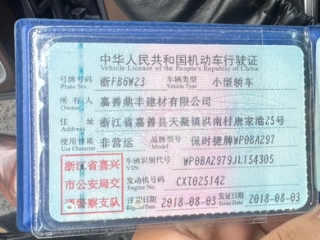 中华人民共和国机动车行驶证
Vehicle License of the People's Republic of China
号牌号码 浙FB6W23 车辆类型 小型轿车
Plate No. Vehicle Type
所有人 嘉善鼎丰建材有限公司
Owner
住址 浙江省嘉善县天凝镇洪南村唐家港25号
Address
使用性质 非营运 品牌型号 保时捷牌WP0BA297
Use Character Model
浙江省嘉兴市公安局交通警察支队
车辆识别代号 WP0BA2979JL154305
VIN
发动机号码 CXT025142
Engine No.
注册日期 2018-08-03 发证日期 2018-08-03
Register Date Issue Date